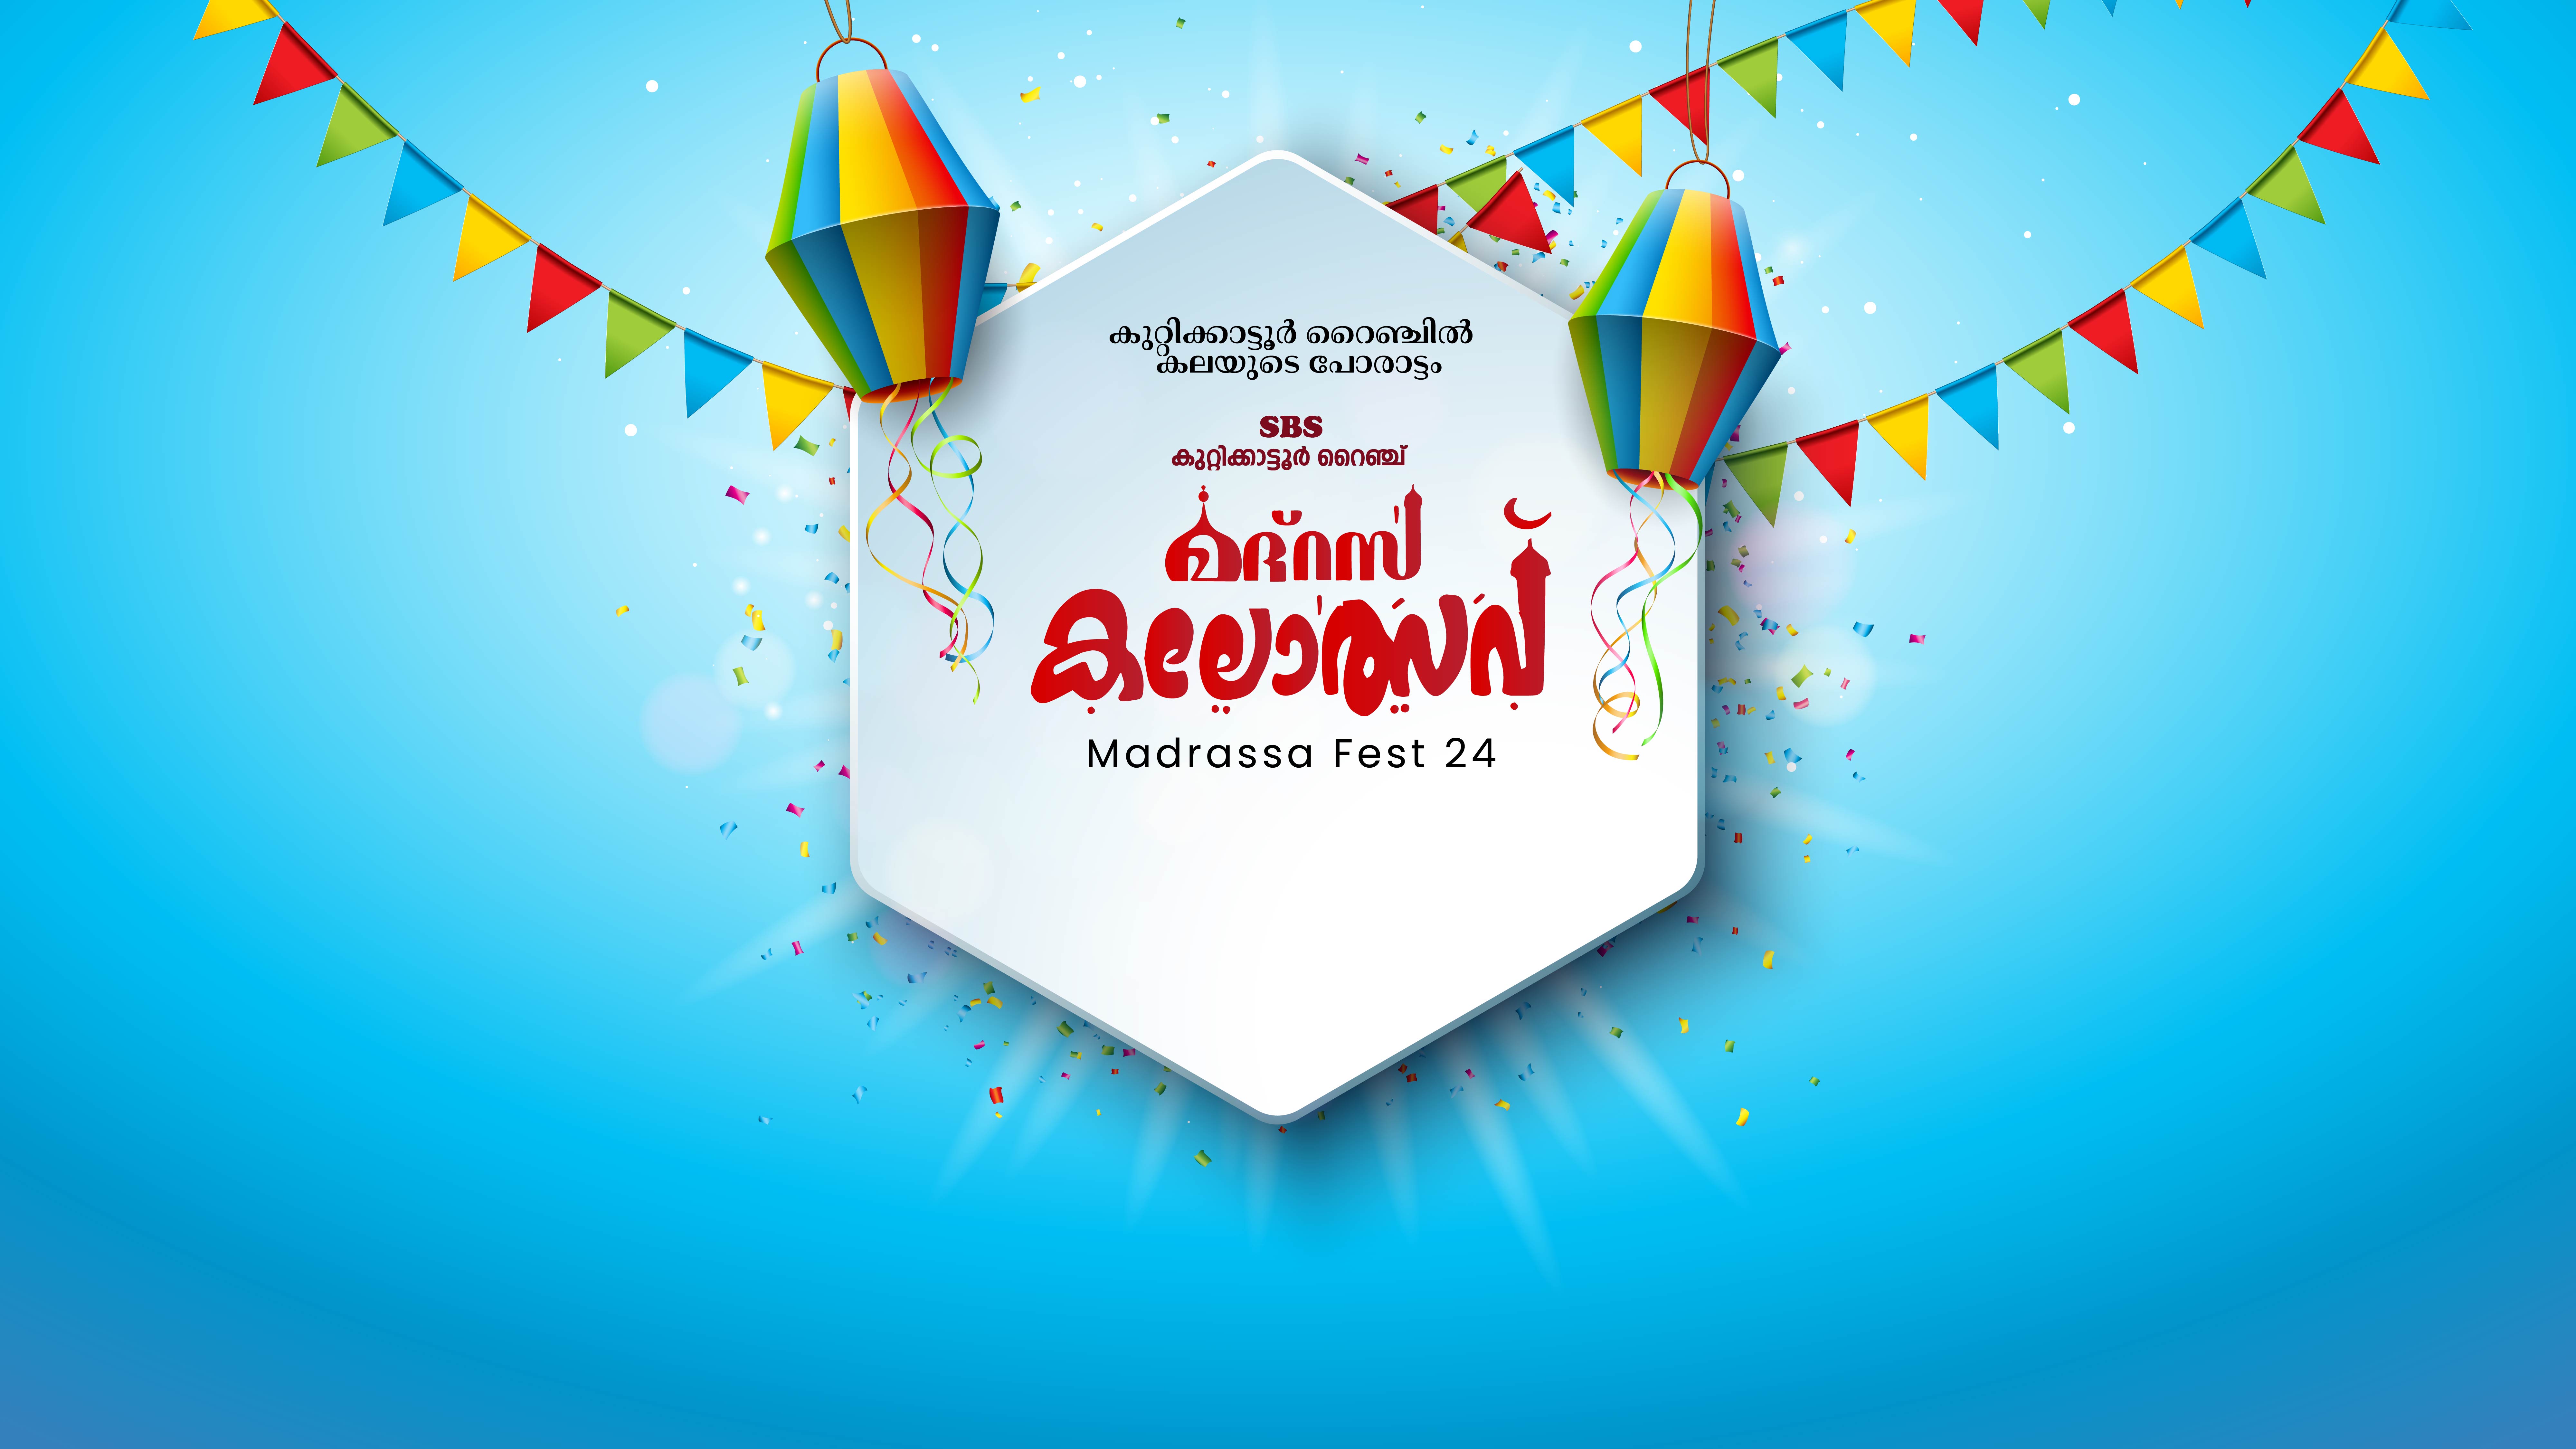 കുറ്റിക്കാട്ടൂർ റൈഞ്ചിൽ
കലയുടെ പോരാട്ടം
SBS
കുറ്റിക്കാട്ടൂർ റൈഞ്ച്
മദ്റസ
കലോത്സവ്
Madrassa Fest 24